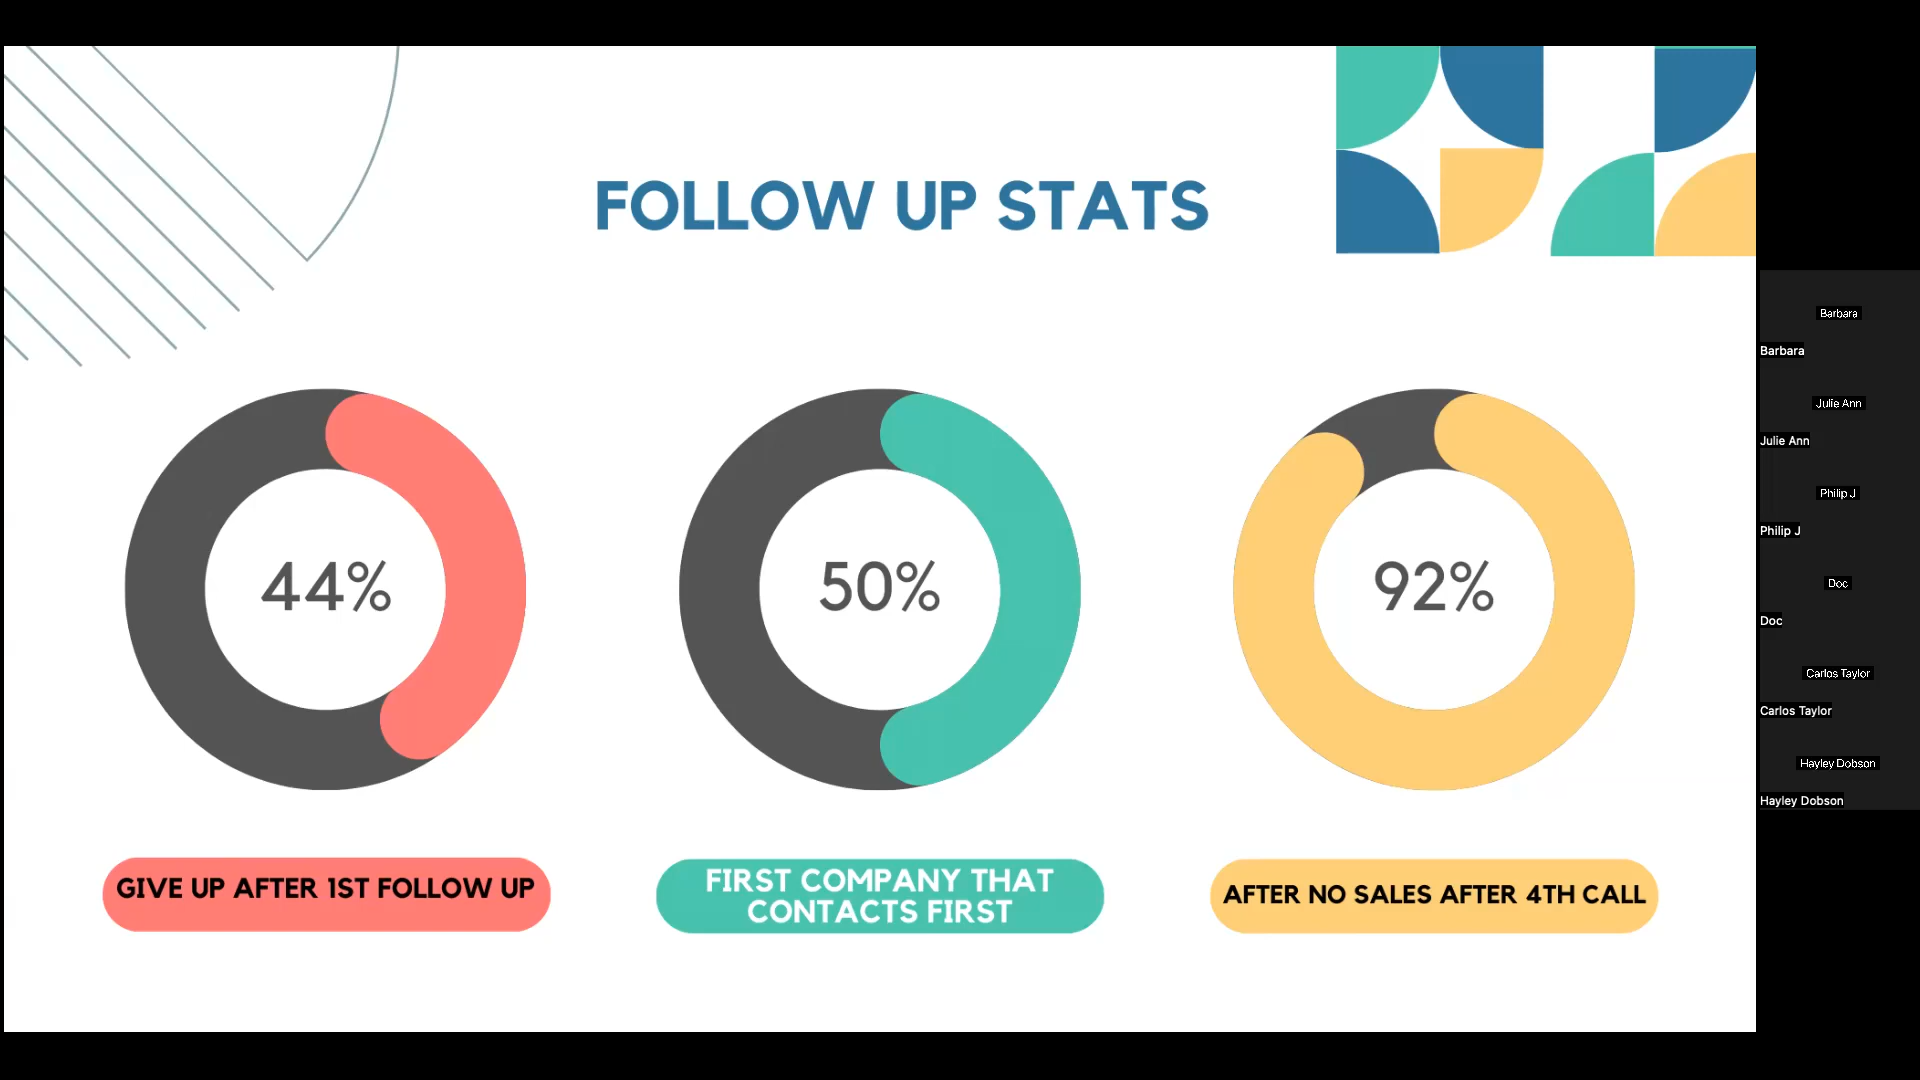 FOLLOW UP STATS
44%
50%
92%
GIVE UP AFTER 1ST FOLLOW UP
FIRST COMPANY THAT
CONTACTS FIRST
AFTER NO SALES AFTER 4TH CALL
Barbara
Barbara
Julie Ann
Julie Ann
Philip J
Philip J
Doc
Doc
Carlos Taylor
Carlos Taylor
Hayley Dobson
Hayley Dobson